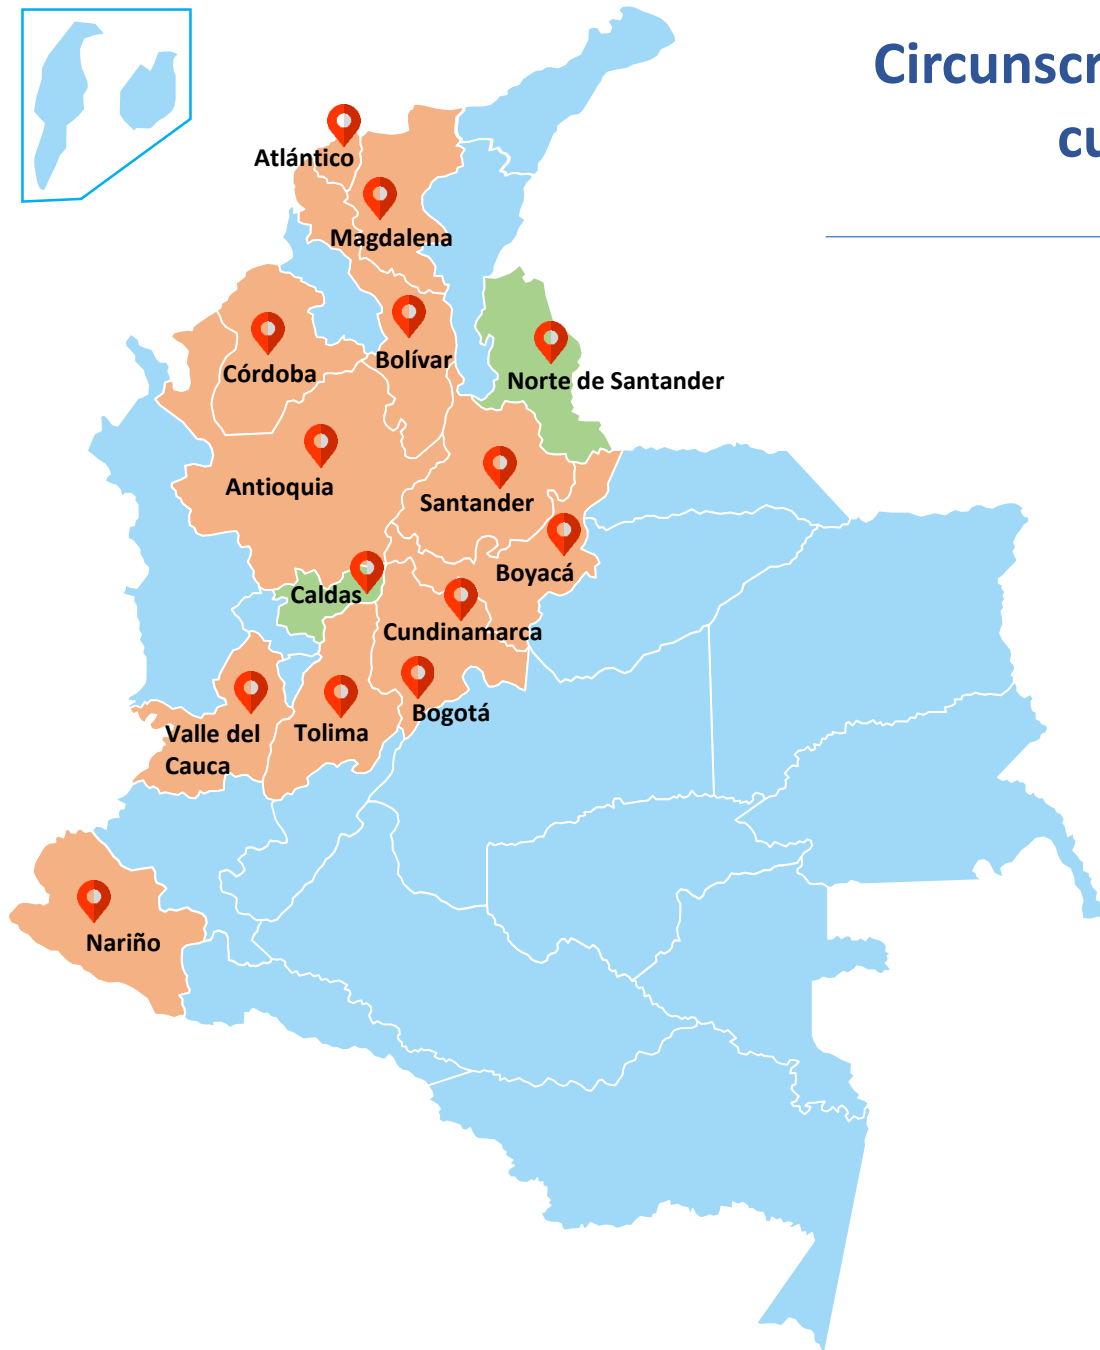 Circunscr
cu
Atlántico
Magdalena
Bolívar
Córdoba
Norte de Santander
Antioquia
Santander
Boyacá
Caldas
Cundinamarca
Bogotá
Valle del
Cauca
Tolima
Nariño